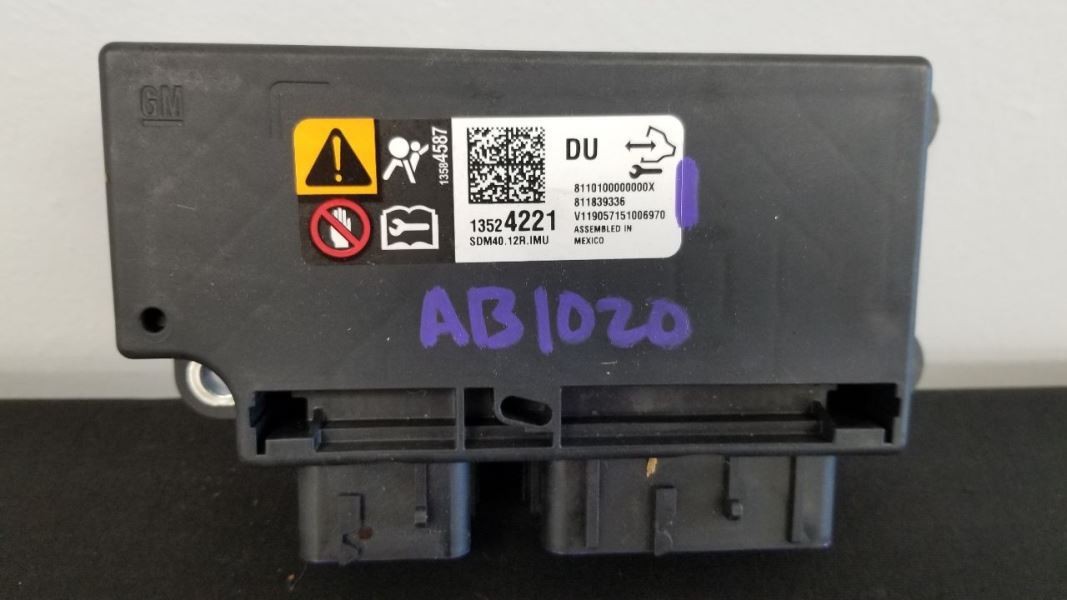 GM
13584587
DU
8110100000000X
811839336
V119057151006970
ASSEMBLED IN
MEXICO
13524221
SDM40.12R.IMU
AB1020